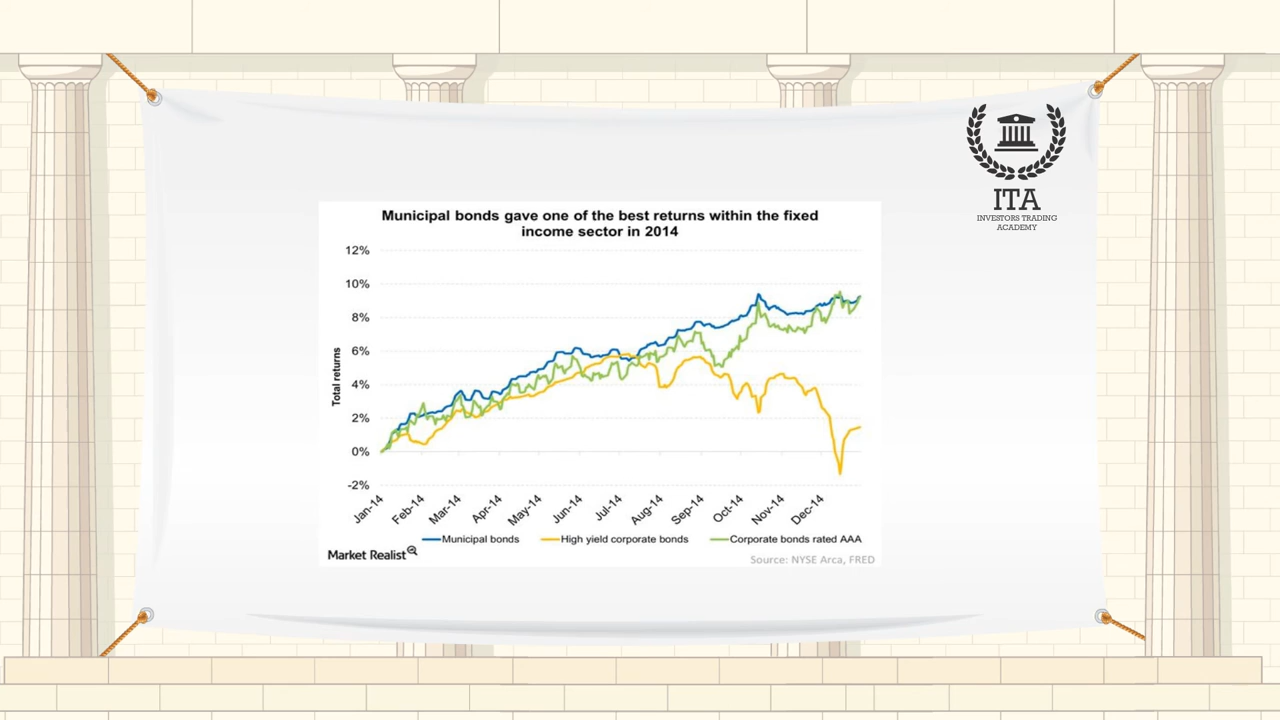 ITA
INVESTORS TRADING
ACADEMY
Municipal bonds gave one of the best returns within the fixed
income sector in 2014
Total returns
12%
10%
8%
6%
4%
2%
0%
-2%
Jan-14
Feb-14
Mar-14
Apr-14
May-14
Jun-14
Jul-14
Aug-14
Sep-14
Oct-14
Nov-14
Dec-14
Municipal bonds
High yield corporate bonds
Corporate bonds rated AAA
Market Realist
Source: NYSE Arca, FRED